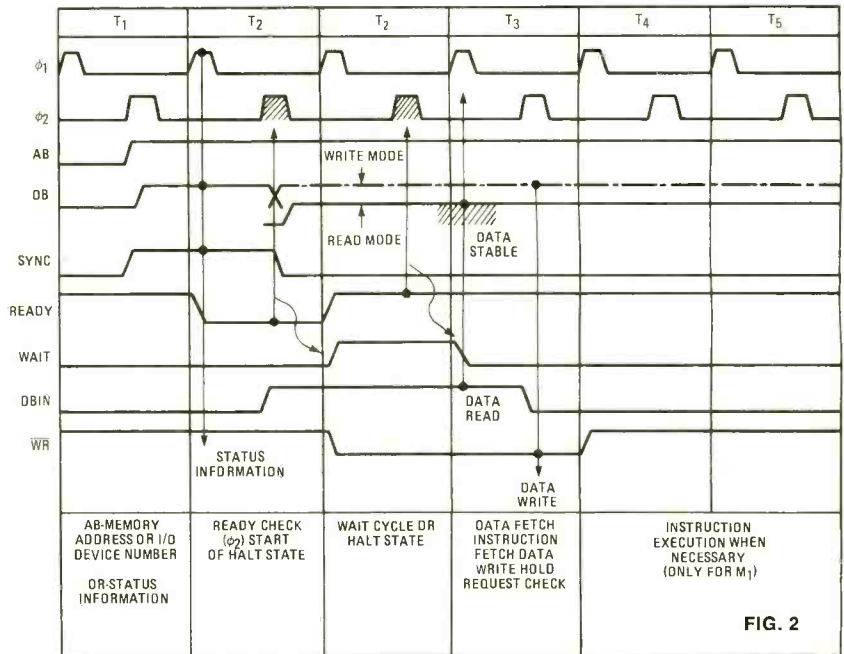 T1 T2 T2 T3 T4 T5
φ1
φ2
AB
WRITE MODE
DB
READ MODE
DATA
STABLE
SYNC
READY
WAIT
DBIN
DATA
READ
WR
STATUS
INFORMATION
DATA
WRITE
AB-MEMORY
ADDRESS OR I/O
DEVICE NUMBER
OR-STATUS
INFORMATION
READY CHECK
(φ2) START
OF HALT STATE
WAIT CYCLE OR
HALT STATE
DATA FETCH
INSTRUCTION
FETCH DATA
WRITE HOLD
REQUEST CHECK
INSTRUCTION
EXECUTION WHEN
NECESSARY
(ONLY FOR M1)
FIG. 2